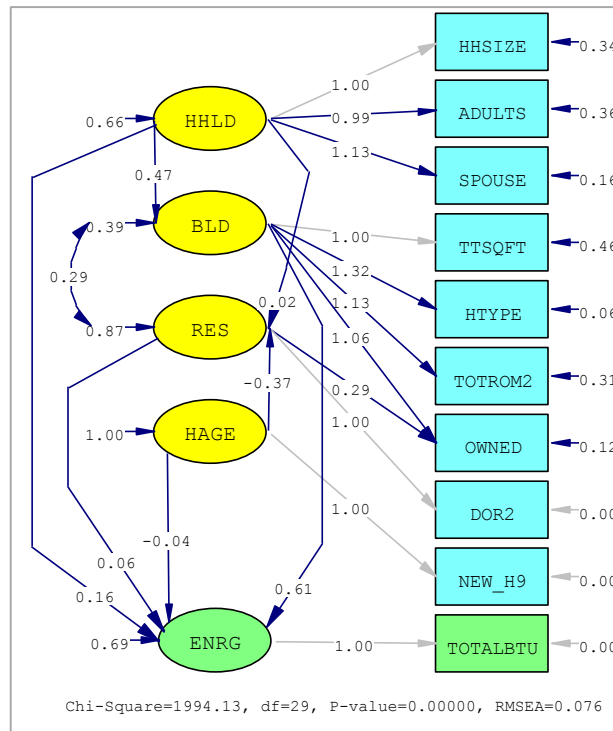 HHSIZE
0.34
1.00
0.66 HHLD
0.99
ADULTS
0.36
1.13
0.47
SPOUSE
0.16
0.39 BLD
1.00
TTSQFT
0.46
0.29
1.32
0.02
1.13
HTYPE
0.06
0.87 RES
1.06
-0.37
0.29
TOTROM2
0.31
1.00 HAGE
1.00
OWNED
0.12
1.00
DOR2
0.00
-0.04
0.06
0.61
NEW_H9
0.00
0.16
0.69 ENRG
1.00
TOTALBTU
0.00
Chi-Square=1994.13, df=29, P-value=0.00000, RMSEA=0.076